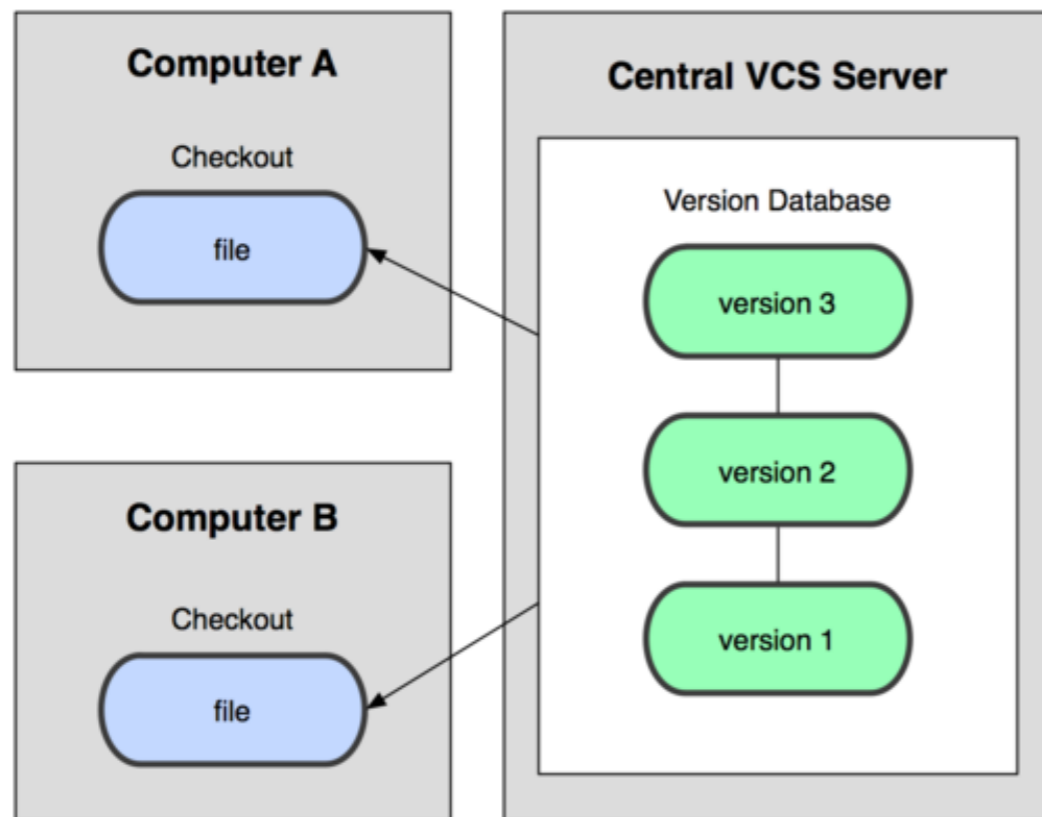 Computer A
Checkout
file
Computer B
Checkout
file
Central VCS Server
Version Database
version 3
version 2
version 1